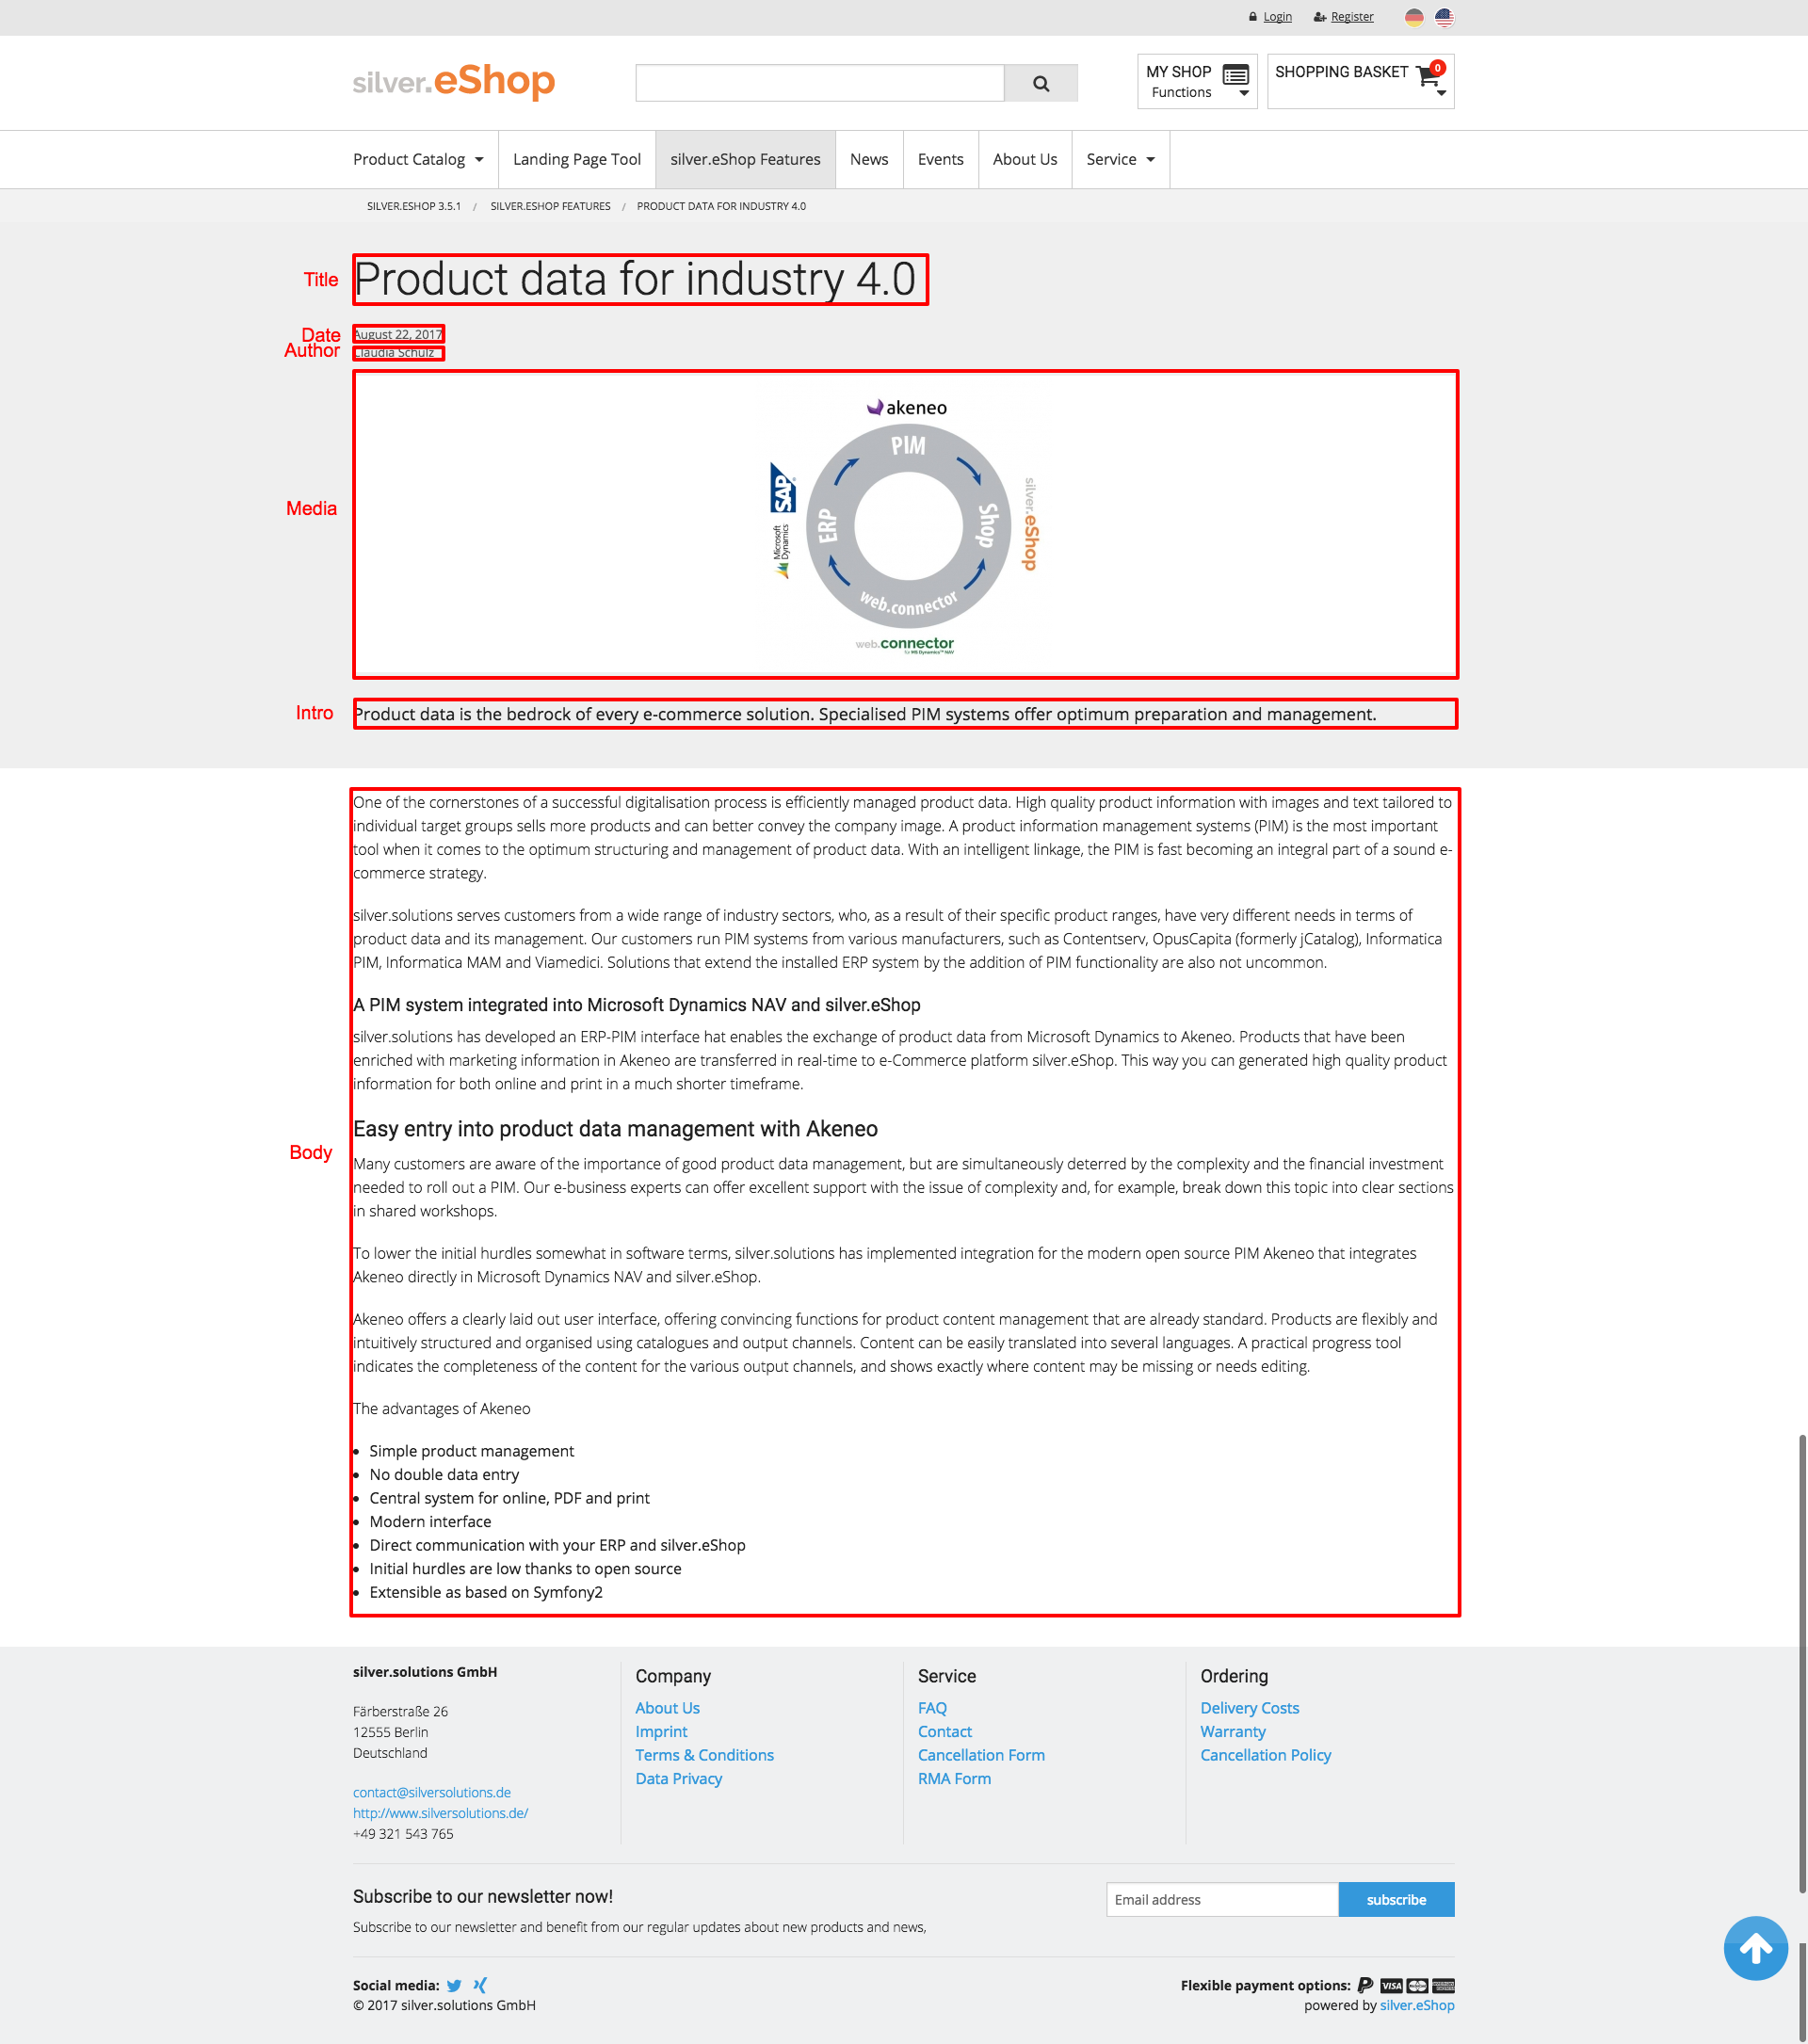 Login Register
silver.eShop
MY SHOP
Functions
SHOPPING BASKET 0
Product Catalog Landing Page Tool silver.eShop Features News Events About Us Service
SILVER.ESHOP 3.5.1 / SILVER.ESHOP FEATURES / PRODUCT DATA FOR INDUSTRY 4.0
Title Product data for industry 4.0
Date August 22, 2017
Author Claudia Schulz
Media
akeneo
PIM
SAP
Microsoft
Dynamics
ERP
Shop
silver.eShop
web.connector
web.connector
for MS Dynamics™ NAV
Intro Product data is the bedrock of every e-commerce solution. Specialised PIM systems offer optimum preparation and management.
One of the cornerstones of a successful digitalisation process is efficiently managed product data. High quality product information with images and text tailored to
individual target groups sells more products and can better convey the company image. A product information management systems (PIM) is the most important
tool when it comes to the optimum structuring and management of product data. With an intelligent linkage, the PIM is fast becoming an integral part of a sound e-
commerce strategy.
silver.solutions serves customers from a wide range of industry sectors, who, as a result of their specific product ranges, have very different needs in terms of
product data and its management. Our customers run PIM systems from various manufacturers, such as Contentserv, OpusCapita (formerly jCatalog), Informatica
PIM, Informatica MAM and Viamedici. Solutions that extend the installed ERP system by the addition of PIM functionality are also not uncommon.
A PIM system integrated into Microsoft Dynamics NAV and silver.eShop
silver.solutions has developed an ERP-PIM interface hat enables the exchange of product data from Microsoft Dynamics to Akeneo. Products that have been
enriched with marketing information in Akeneo are transferred in real-time to e-Commerce platform silver.eShop. This way you can generated high quality product
information for both online and print in a much shorter timeframe.
Easy entry into product data management with Akeneo
Body
Many customers are aware of the importance of good product data management, but are simultaneously deterred by the complexity and the financial investment
needed to roll out a PIM. Our e-business experts can offer excellent support with the issue of complexity and, for example, break down this topic into clear sections
in shared workshops.
To lower the initial hurdles somewhat in software terms, silver.solutions has implemented integration for the modern open source PIM Akeneo that integrates
Akeneo directly in Microsoft Dynamics NAV and silver.eShop.
Akeneo offers a clearly laid out user interface, offering convincing functions for product content management that are already standard. Products are flexibly and
intuitively structured and organised using catalogues and output channels. Content can be easily translated into several languages. A practical progress tool
indicates the completeness of the content for the various output channels, and shows exactly where content may be missing or needs editing.
The advantages of Akeneo
• Simple product management
• No double data entry
• Central system for online, PDF and print
• Modern interface
• Direct communication with your ERP and silver.eShop
• Initial hurdles are low thanks to open source
• Extensible as based on Symfony2
silver.solutions GmbH
Färberstraße 26
12555 Berlin
Deutschland
contact@silversolutions.de
http://www.silversolutions.de/
+49 321 543 765
Company
About Us
Imprint
Terms & Conditions
Data Privacy
Service
FAQ
Contact
Cancellation Form
RMA Form
Ordering
Delivery Costs
Warranty
Cancellation Policy
Subscribe to our newsletter now!
Subscribe to our newsletter and benefit from our regular updates about new products and news,
Email address subscribe
Social media:
© 2017 silver.solutions GmbH
Flexible payment options: VISA
powered by silver.eShop